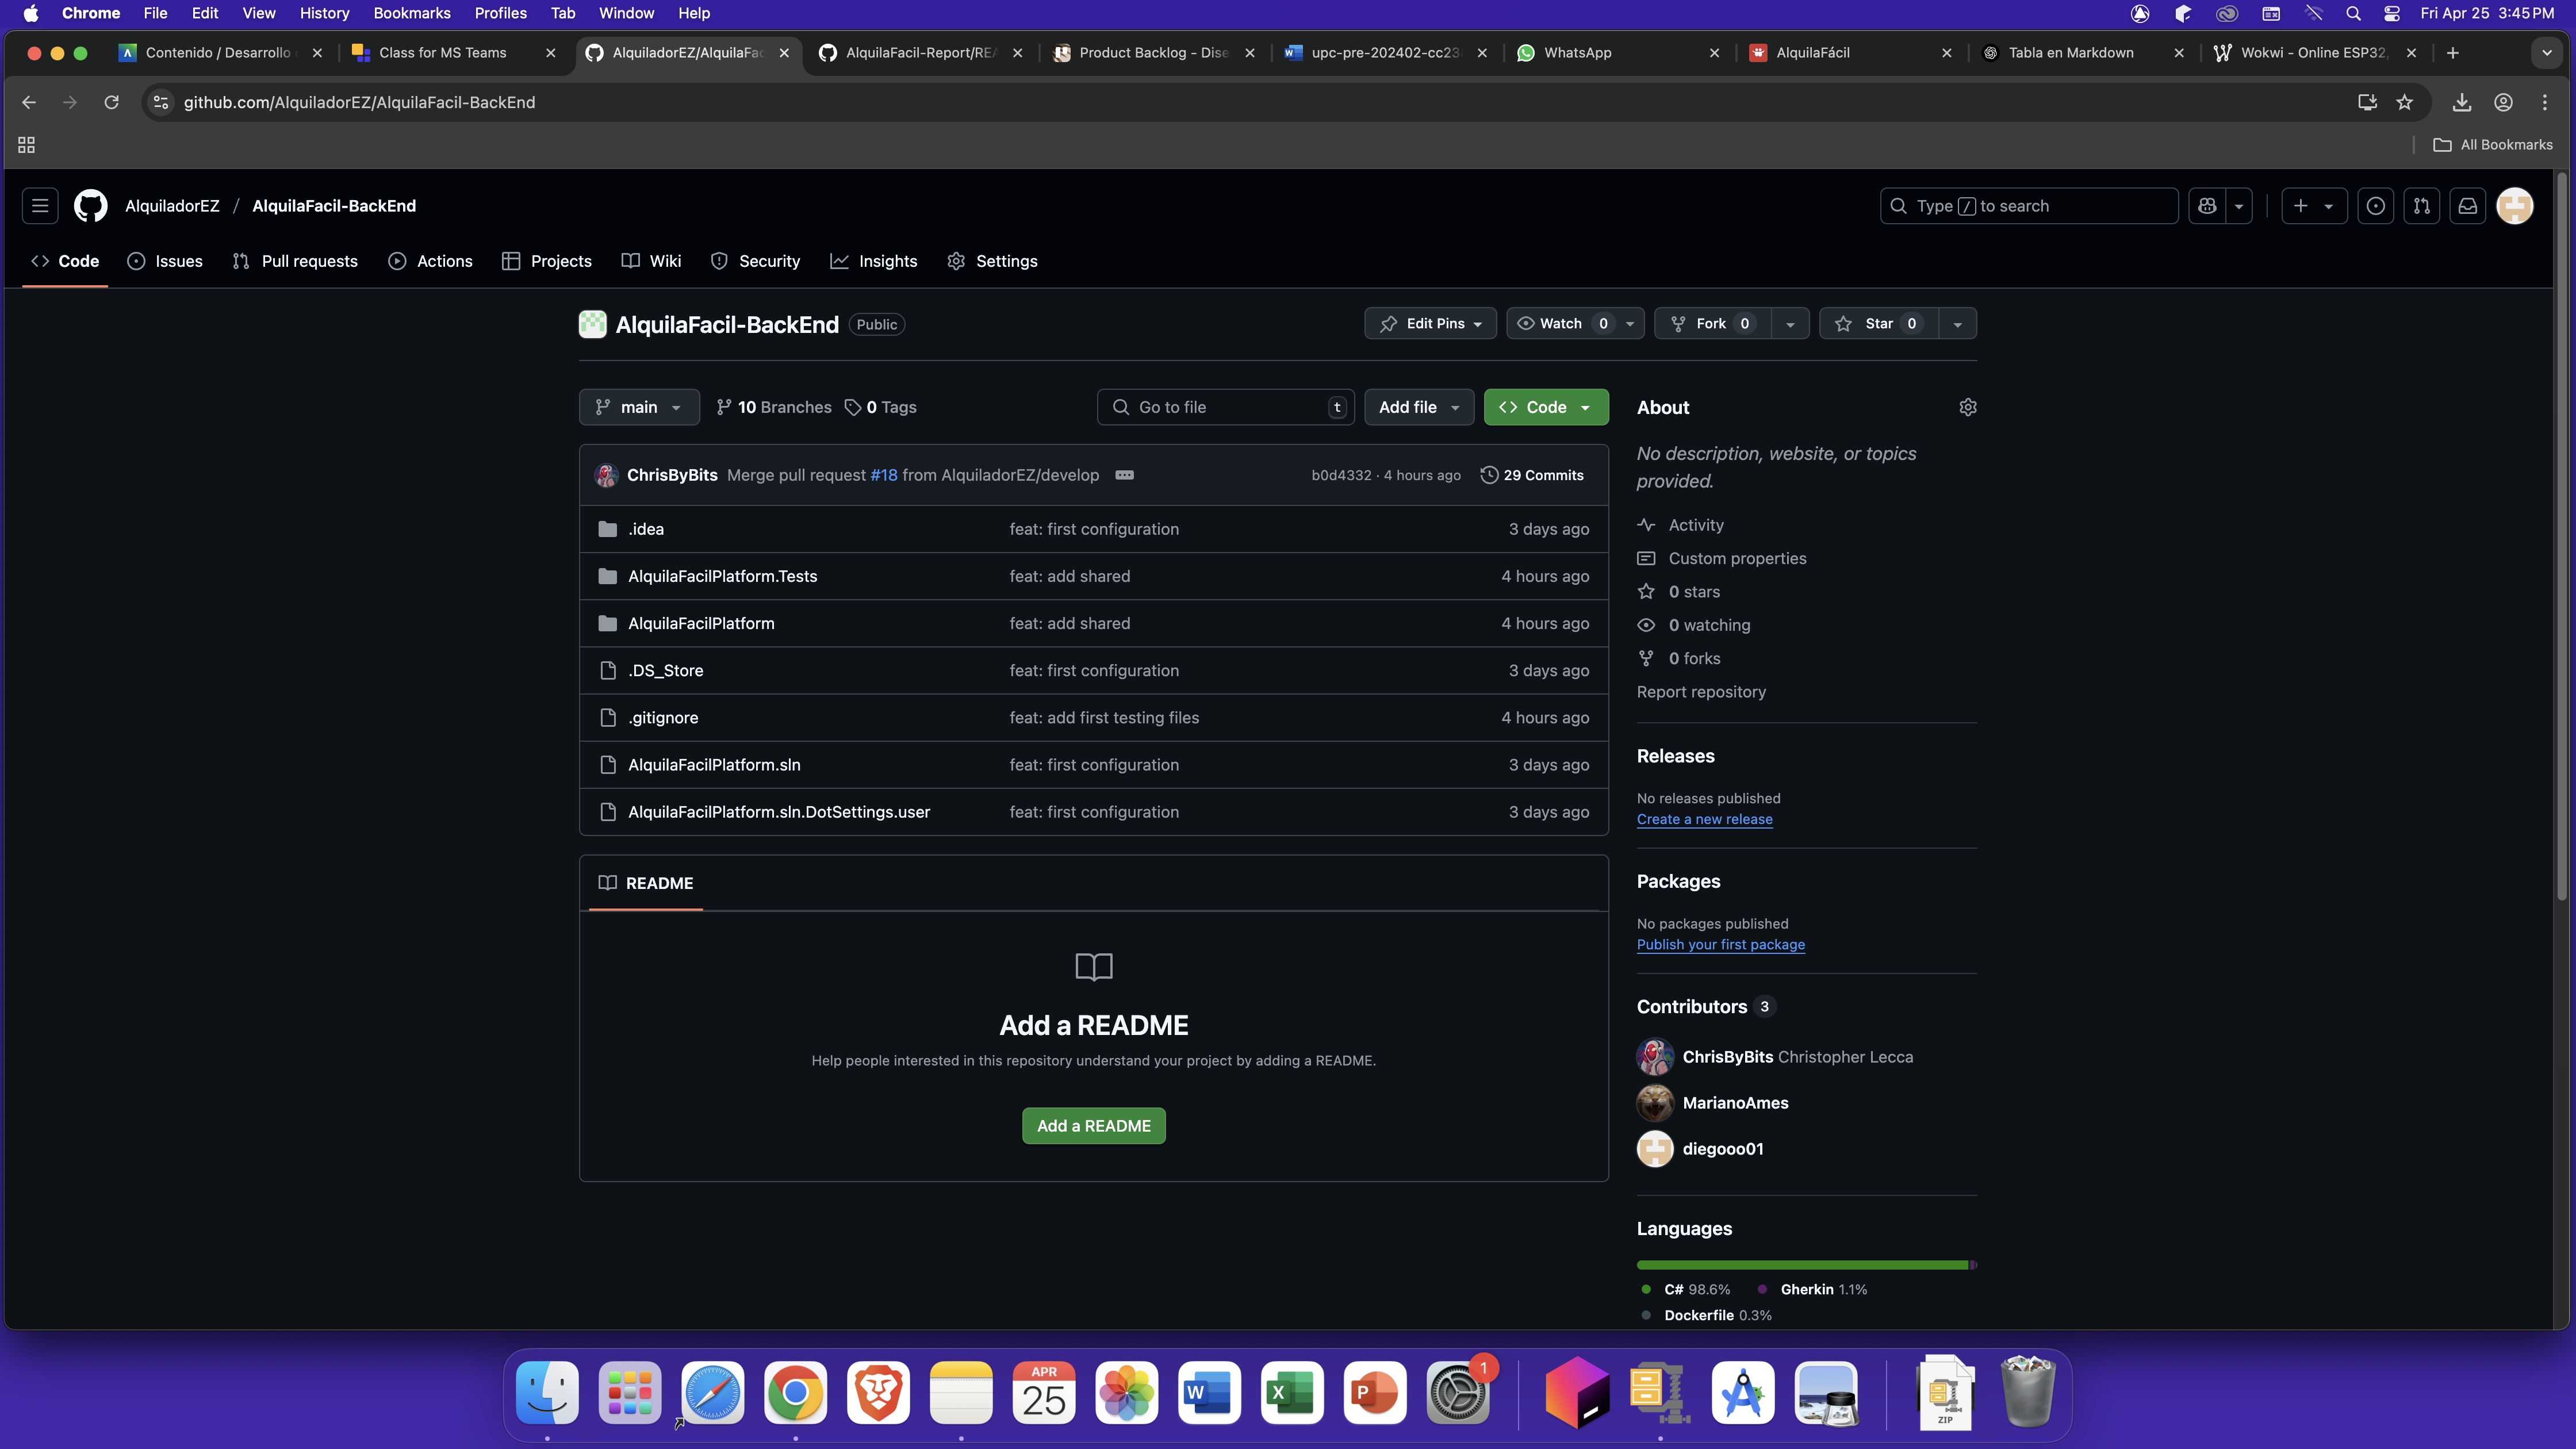 Chrome File Edit View History Bookmarks Profiles Tab Window Help Fri Apr 25 3:45 PM
Contenido / Desarrollo Class for MS Teams AlquiladorEZ/AlquilaFac AlquilaFacil-Report/REA Product Backlog - Dise upc-pre-202402-cc23 WhatsApp AlquilaFácil Tabla en Markdown Wokwi - Online ESP32,
github.com/AlquiladorEZ/AlquilaFacil-BackEnd
All Bookmarks
AlquiladorEZ / AlquilaFacil-BackEnd Type / to search
Code Issues Pull requests Actions Projects Wiki Security Insights Settings
AlquilaFacil-BackEnd Public Edit Pins Watch 0 Fork 0 Star 0
main 10 Branches 0 Tags Go to file t Add file Code
ChrisByBits Merge pull request #18 from AlquiladorEZ/develop b0d4332 · 4 hours ago 29 Commits
.idea feat: first configuration 3 days ago
AlquilaFacilPlatform.Tests feat: add shared 4 hours ago
AlquilaFacilPlatform feat: add shared 4 hours ago
.DS_Store feat: first configuration 3 days ago
.gitignore feat: add first testing files 4 hours ago
AlquilaFacilPlatform.sln feat: first configuration 3 days ago
AlquilaFacilPlatform.sln.DotSettings.user feat: first configuration 3 days ago
README
Add a README
Help people interested in this repository understand your project by adding a README.
Add a README
About
No description, website, or topics
provided.
Activity
Custom properties
0 stars
0 watching
0 forks
Report repository
Releases
No releases published
Create a new release
Packages
No packages published
Publish your first package
Contributors 3
ChrisByBits Christopher Lecca
MarianoAmes
diegooo01
Languages
C# 98.6% Gherkin 1.1%
Dockerfile 0.3%
APR
25
W
X
P
1
ZIP